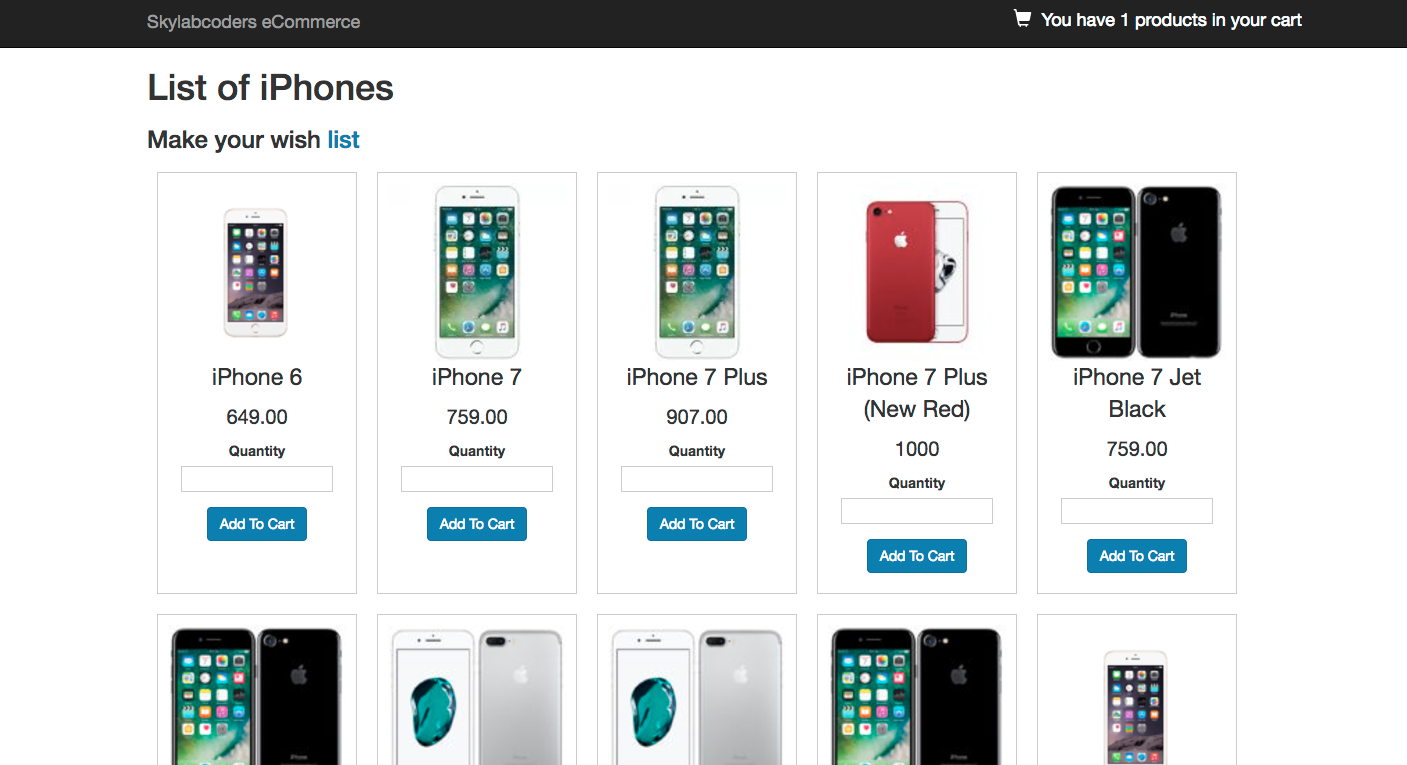 Skylabcoders eCommerce
You have 1 products in your cart
List of iPhones
Make your wish list
iPhone 6
649.00
Quantity
Add To Cart
iPhone 7
759.00
Quantity
Add To Cart
iPhone 7 Plus
907.00
Quantity
Add To Cart
iPhone 7 Plus
(New Red)
1000
Quantity
Add To Cart
iPhone
iPhone 7 Jet
Black
759.00
Quantity
Add To Cart